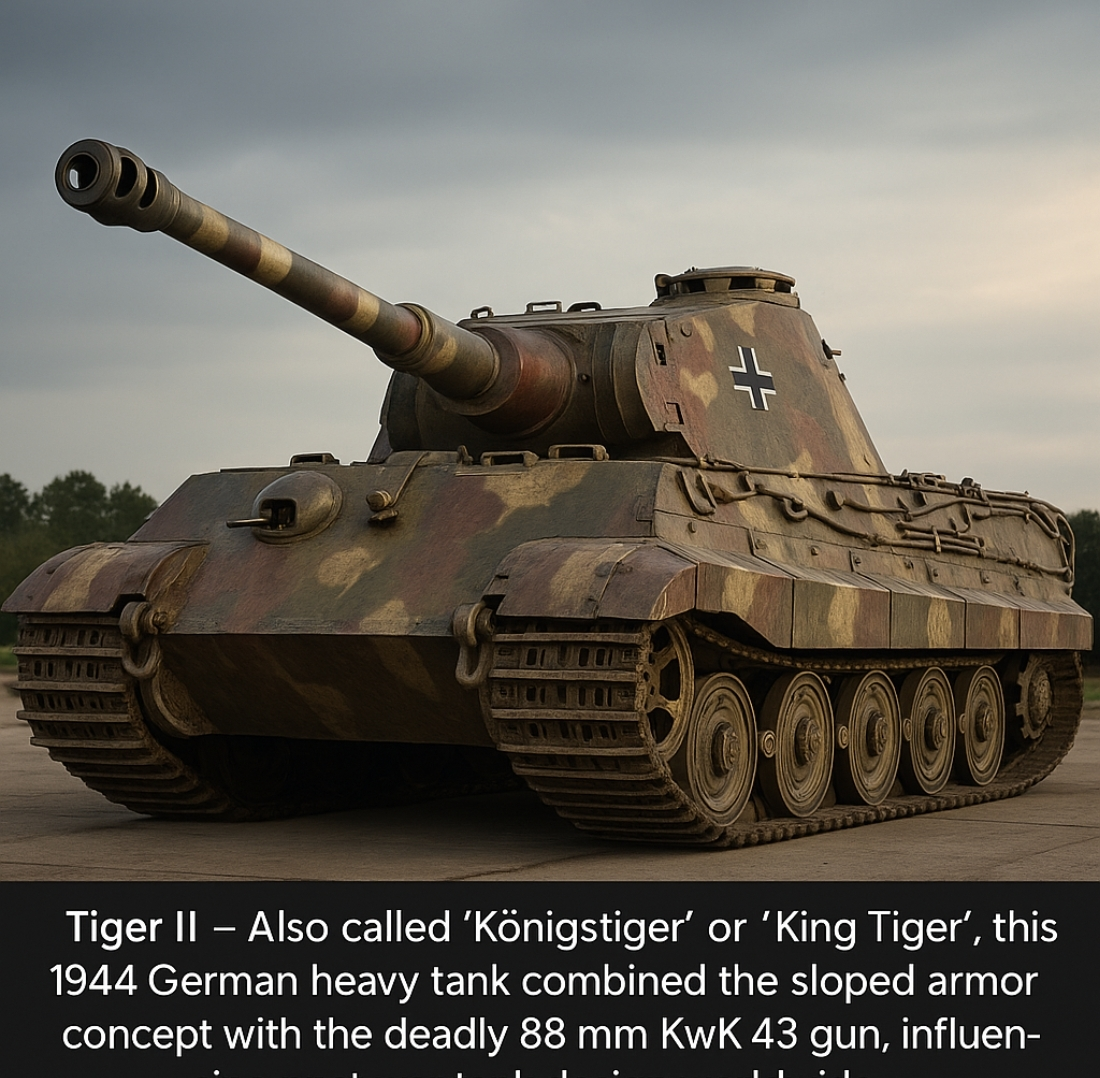 Tiger II – Also called ’Königstiger’ or ’King Tiger’, this
1944 German heavy tank combined the sloped armor
concept with the deadly 88 mm KwK 43 gun, influen-